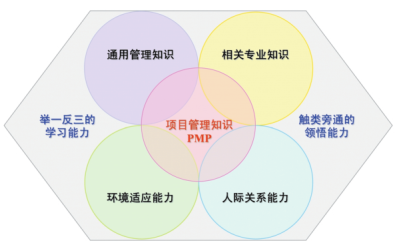 通用管理知识
相关专业知识
举一反三的
学习能力
项目管理知识
PMP
触类旁通的
领悟能力
环境适应能力
人际关系能力